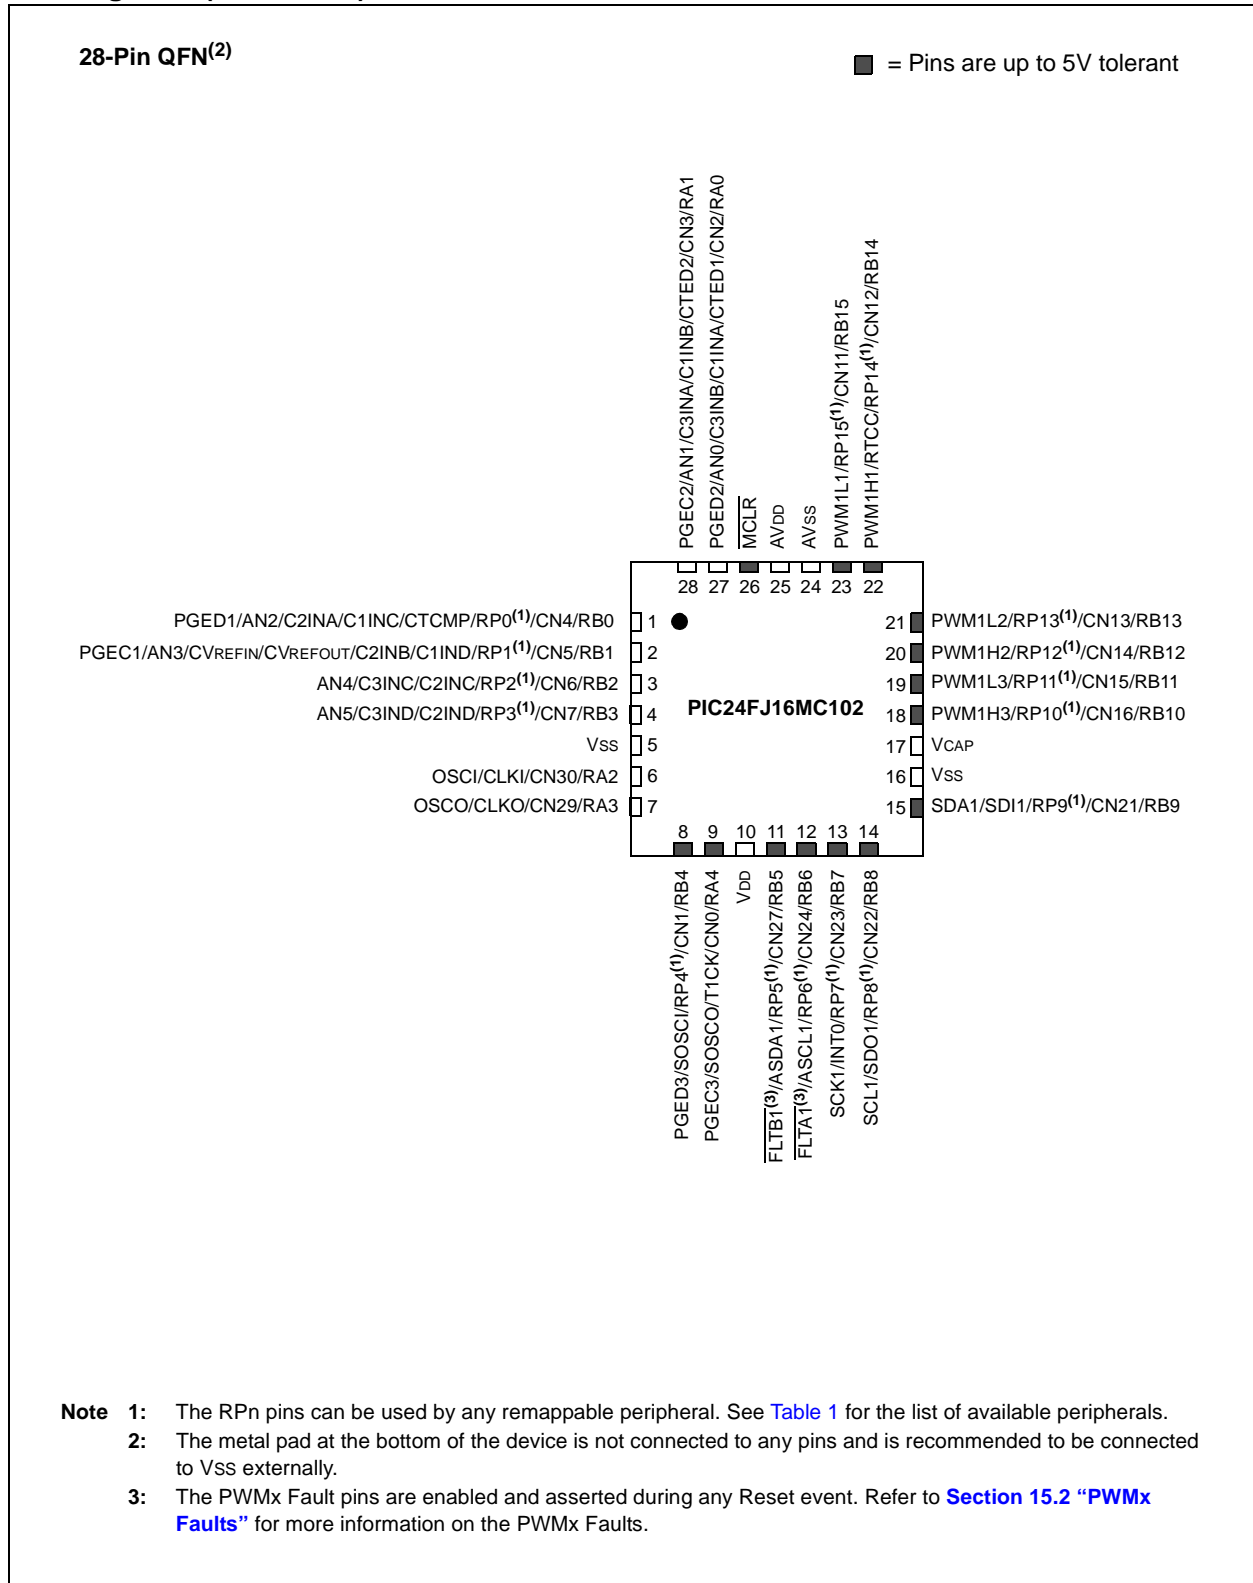 28-Pin QFN(2)
= Pins are up to 5V tolerant
PGEC2/AN1/C3INA/C1INB/CTED2/CN3/RA1
PGED2/AN0/C3INB/C1INA/CTED1/CN2/RA0
MCLR
AVDD
AVSS
PWM1L1/RP15(1)/CN11/RB15
PWM1H1/RTCC/RP14(1)/CN12/RB14
28 27 26 25 24 23 22
PGED1/AN2/C2INA/C1INC/CTCMP/RP0(1)/CN4/RB0 1
PGEC1/AN3/CVREFIN/CVREFOUT/C2INB/C1IND/RP1(1)/CN5/RB1 2
AN4/C3INC/C2INC/RP2(1)/CN6/RB2 3
AN5/C3IND/C2IND/RP3(1)/CN7/RB3 4
VSS 5
OSCI/CLKI/CN30/RA2 6
OSCO/CLKO/CN29/RA3 7
PIC24FJ16MC102
21 PWM1L2/RP13(1)/CN13/RB13
20 PWM1H2/RP12(1)/CN14/RB12
19 PWM1L3/RP11(1)/CN15/RB11
18 PWM1H3/RP10(1)/CN16/RB10
17 VCAP
16 VSS
15 SDA1/SDI1/RP9(1)/CN21/RB9
8 9 10 11 12 13 14
PGED3/SOSCI/RP4(1)/CN1/RB4
PGEC3/SOSCO/T1CK/CN0/RA4
VDD
FLTB1(3)/ASDA1/RP5(1)/CN27/RB5
FLTA1(3)/ASCL1/RP6(1)/CN24/RB6
SCK1/INT0/RP7(1)/CN23/RB7
SCL1/SDO1/RP8(1)/CN22/RB8
Note 1: The RPn pins can be used by any remappable peripheral. See Table 1 for the list of available peripherals.
2: The metal pad at the bottom of the device is not connected to any pins and is recommended to be connected
to VSS externally.
3: The PWMx Fault pins are enabled and asserted during any Reset event. Refer to Section 15.2 “PWMx
Faults” for more information on the PWMx Faults.